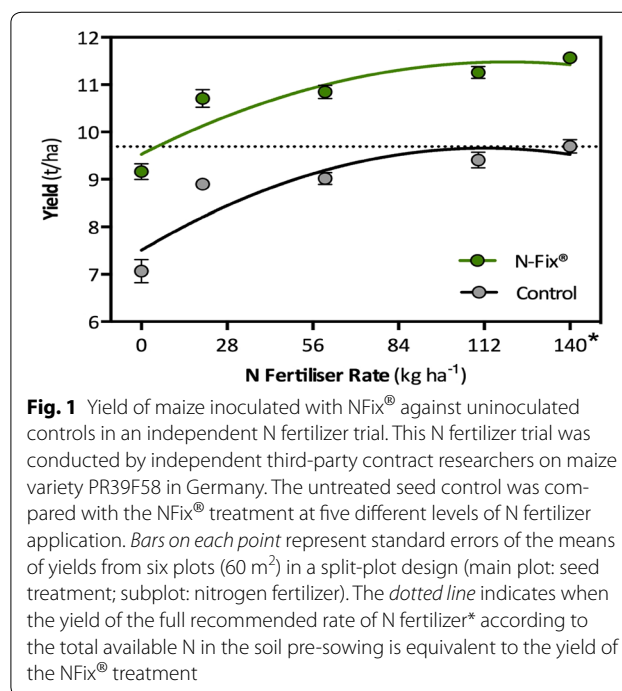 12
11
10
9
8
7
6
Yield (t/ha)
N-Fix®
Control
0 28 56 84 112 140*
N Fertiliser Rate (kg ha⁻¹)
Fig. 1 Yield of maize inoculated with NFix® against uninoculated
controls in an independent N fertilizer trial. This N fertilizer trial was
conducted by independent third-party contract researchers on maize
variety PR39F58 in Germany. The untreated seed control was com-
pared with the NFix® treatment at five different levels of N fertilizer
application. Bars on each point represent standard errors of the means
of yields from six plots (60 m²) in a split-plot design (main plot: seed
treatment; subplot: nitrogen fertilizer). The dotted line indicates when
the yield of the full recommended rate of N fertilizer* according to
the total available N in the soil pre-sowing is equivalent to the yield of
the NFix® treatment